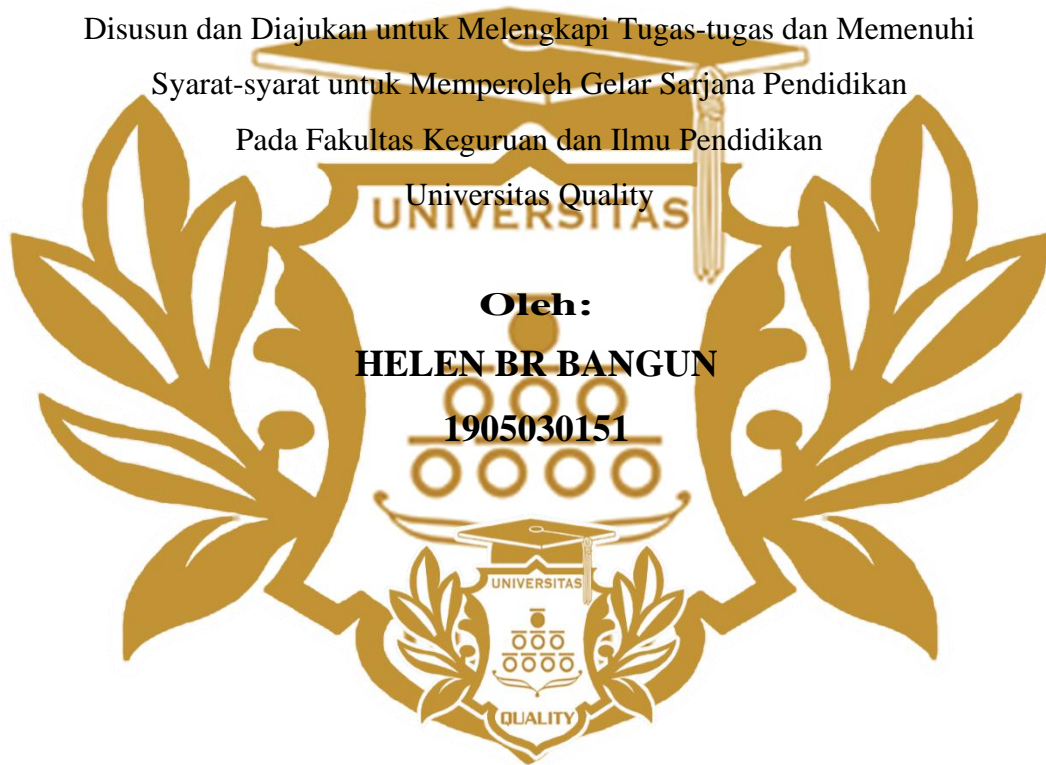 Disusun dan Diajukan untuk Melengkapi Tugas-tugas dan Memenuhi
Syarat-syarat untuk Memperoleh Gelar Sarjana Pendidikan
Pada Fakultas Keguruan dan Ilmu Pendidikan
Universitas Quality
UNIVERSITAS
Oleh:
HELEN BR BANGUN
1905030151
UNIVERSITAS
QUALITY